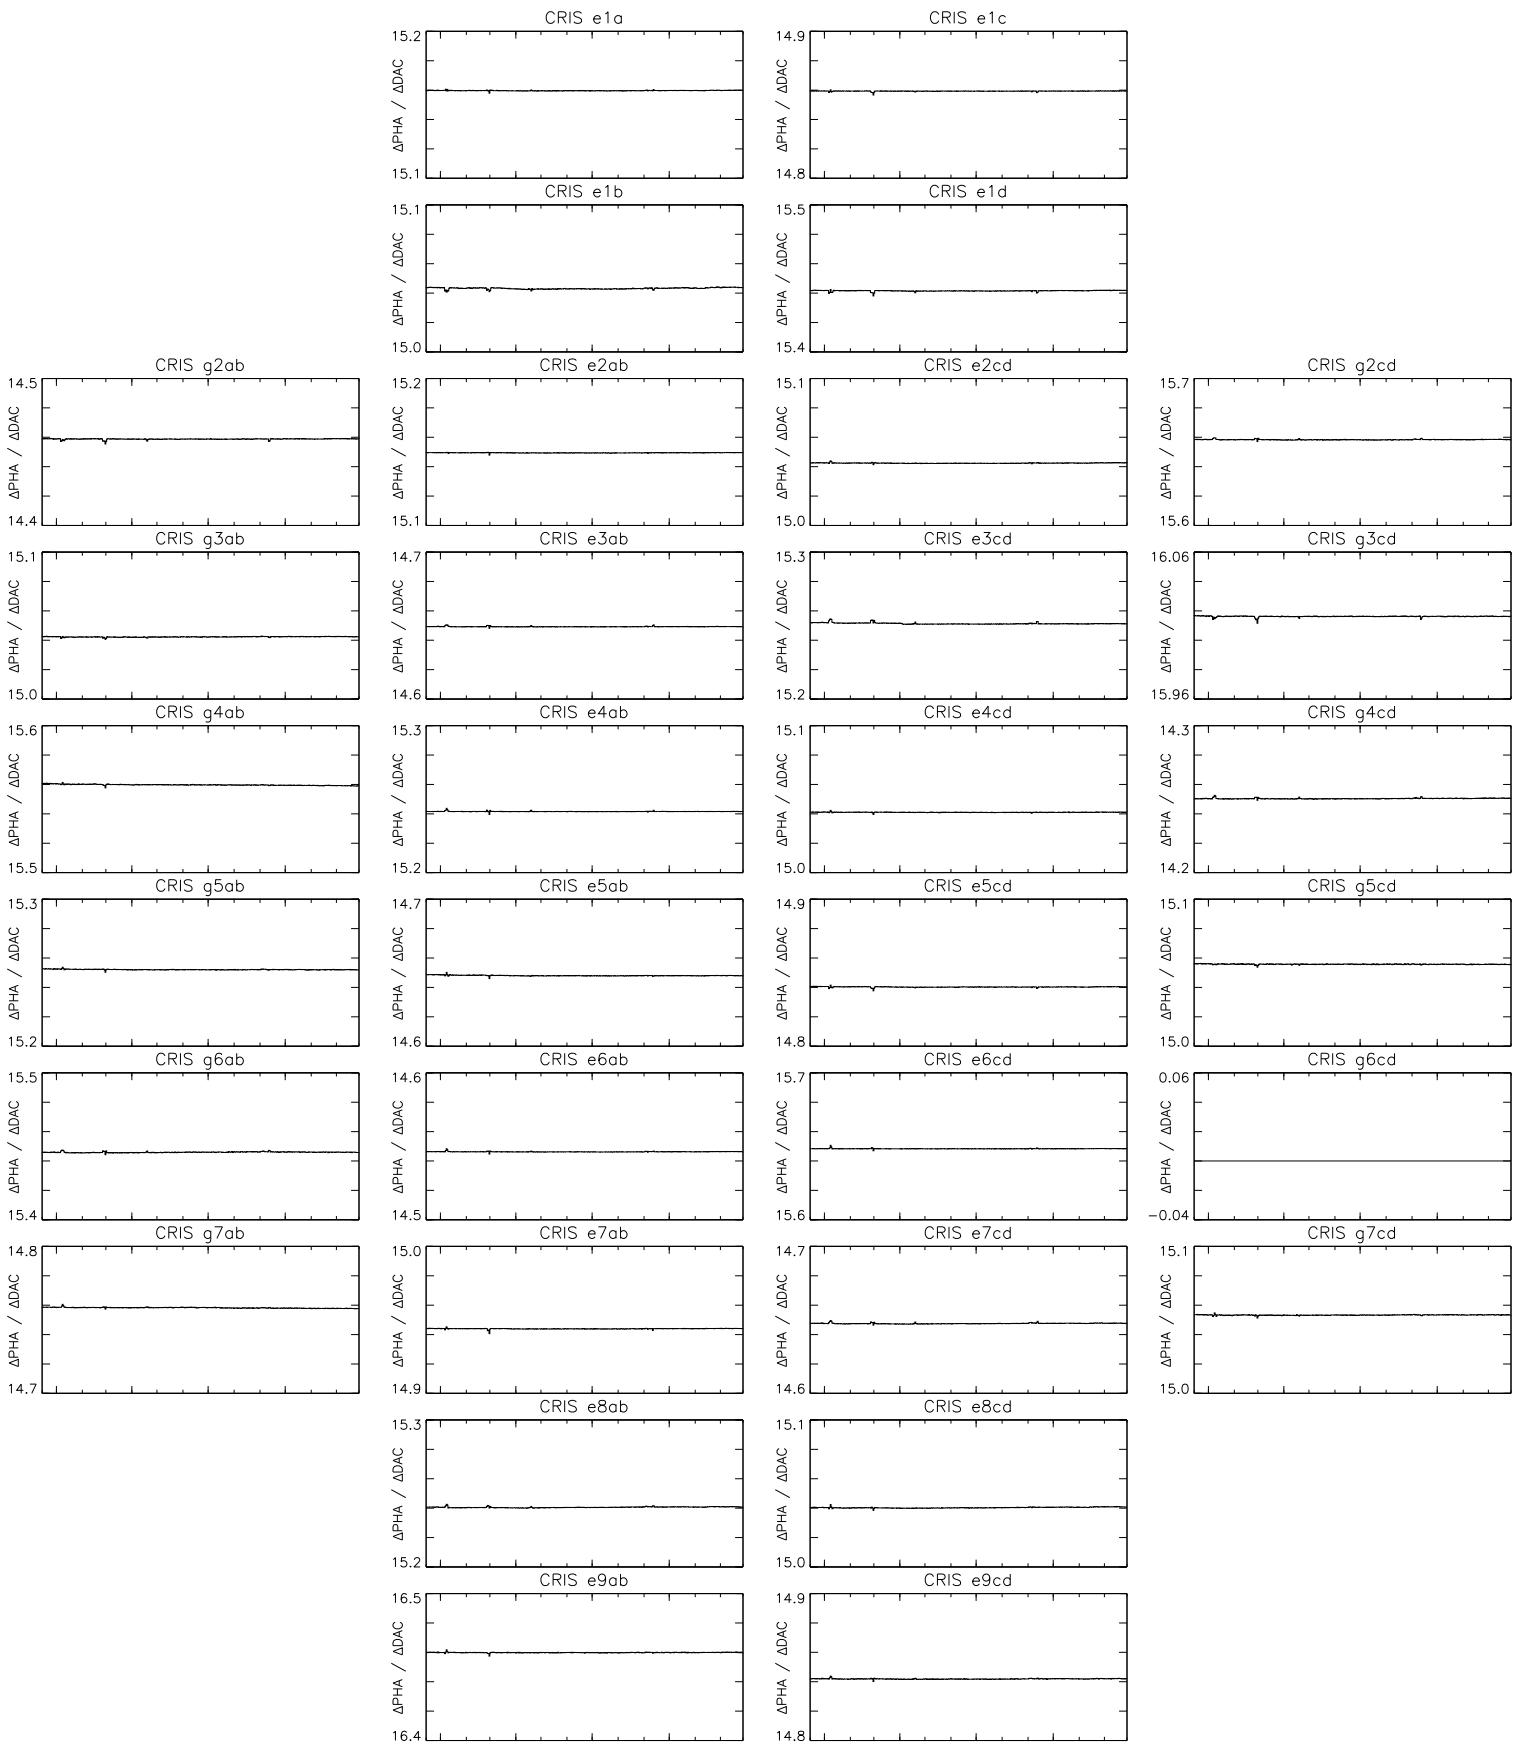 CRIS e1a
15.2
ΔPHA / ΔDAC
15.1
CRIS e1c
14.9
ΔPHA / ΔDAC
14.8
CRIS e1b
15.1
ΔPHA / ΔDAC
15.0
CRIS e1d
15.5
ΔPHA / ΔDAC
15.4
CRIS g2ab
14.5
ΔPHA / ΔDAC
14.4
CRIS e2ab
15.2
ΔPHA / ΔDAC
15.1
CRIS e2cd
15.1
ΔPHA / ΔDAC
15.0
CRIS g2cd
15.7
ΔPHA / ΔDAC
15.6
CRIS g3ab
15.1
ΔPHA / ΔDAC
15.0
CRIS e3ab
14.7
ΔPHA / ΔDAC
14.6
CRIS e3cd
15.3
ΔPHA / ΔDAC
15.2
CRIS g3cd
16.06
ΔPHA / ΔDAC
15.96
CRIS g4ab
15.6
ΔPHA / ΔDAC
15.5
CRIS e4ab
15.3
ΔPHA / ΔDAC
15.2
CRIS e4cd
15.1
ΔPHA / ΔDAC
15.0
CRIS g4cd
14.3
ΔPHA / ΔDAC
14.2
CRIS g5ab
15.3
ΔPHA / ΔDAC
15.2
CRIS e5ab
14.7
ΔPHA / ΔDAC
14.6
CRIS e5cd
14.9
ΔPHA / ΔDAC
14.8
CRIS g5cd
15.1
ΔPHA / ΔDAC
15.0
CRIS g6ab
15.5
ΔPHA / ΔDAC
15.4
CRIS e6ab
14.6
ΔPHA / ΔDAC
14.5
CRIS e6cd
15.7
ΔPHA / ΔDAC
15.6
CRIS g6cd
0.06
ΔPHA / ΔDAC
−0.04
CRIS g7ab
14.8
ΔPHA / ΔDAC
14.7
CRIS e7ab
15.0
ΔPHA / ΔDAC
14.9
CRIS e7cd
14.7
ΔPHA / ΔDAC
14.6
CRIS g7cd
15.1
ΔPHA / ΔDAC
15.0
CRIS e8ab
15.3
ΔPHA / ΔDAC
15.2
CRIS e8cd
15.1
ΔPHA / ΔDAC
15.0
CRIS e9ab
16.5
ΔPHA / ΔDAC
16.4
CRIS e9cd
14.9
ΔPHA / ΔDAC
14.8